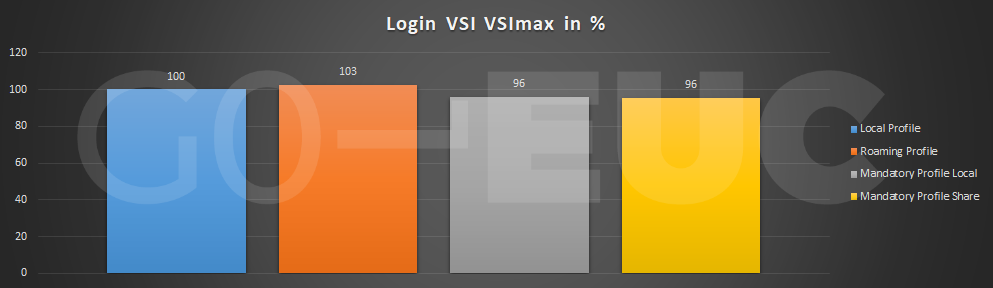 Login VSI VSImax in %
120
100
80
60
40
20
0
100
103
96
96
GO-EUC
Local Profile
Roaming Profile
Mandatory Profile Local
Mandatory Profile Share